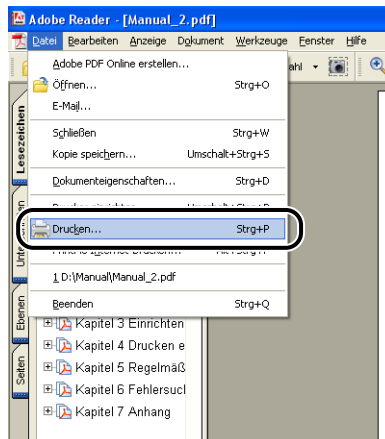 Adobe Reader - [Manual_2.pdf]
Datei Bearbeiten Anzeige Dokument Werkzeuge Fenster Hilfe
Adobe PDF Online erstellen...
Öffnen... Strg+O
E-Mail...
Schließen Strg+W
Kopie speichern... Umschalt+Strg+S
Dokumenteigenschaften... Strg+D
Drucken... Strg+P
1 D:\Manual\Manual_2.pdf
Beenden Strg+Q
Lesezeichen
Ebenen
Seiten
Kapitel 3 Einrichten
Kapitel 4 Drucken e
Kapitel 5 Regelmäß
Kapitel 6 Fehlersucl
Kapitel 7 Anhang